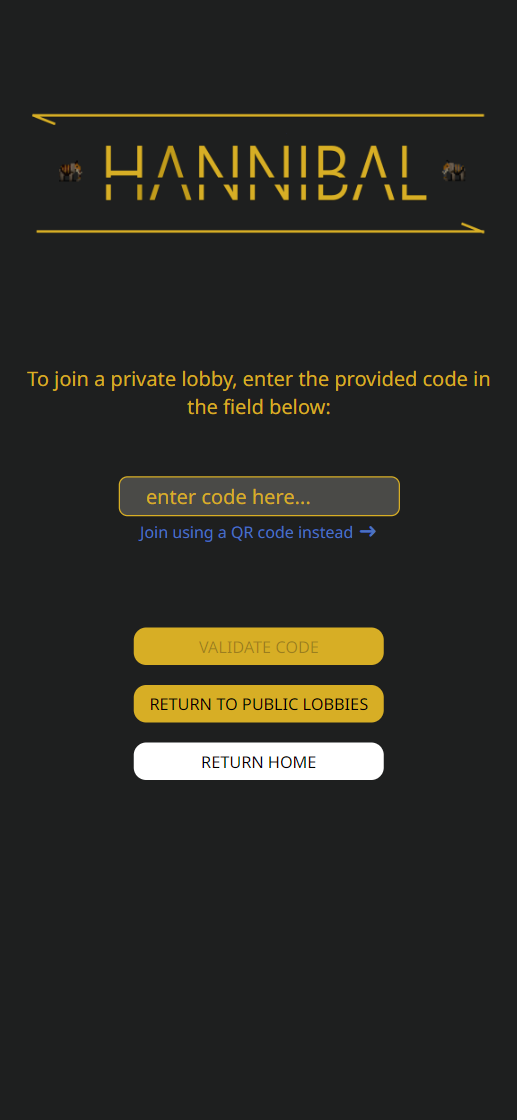 HANNIBAL
To join a private lobby, enter the provided code in
the field below:
enter code here...
Join using a QR code instead →
VALIDATE CODE
RETURN TO PUBLIC LOBBIES
RETURN HOME